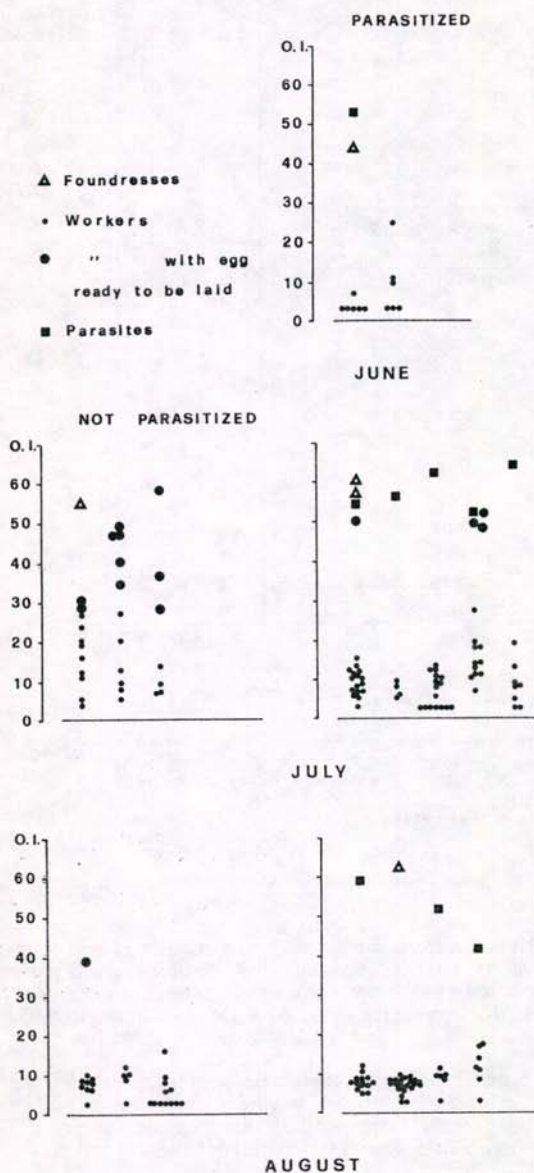 PARASITIZED
O.I.
60
50
40
30
20
10
0
Foundresses
Workers
" with egg
ready to be laid
Parasites
JUNE
NOT PARASITIZED
O.I.
60
50
40
30
20
10
0
JULY
O.I.
60
50
40
30
20
10
0
AUGUST